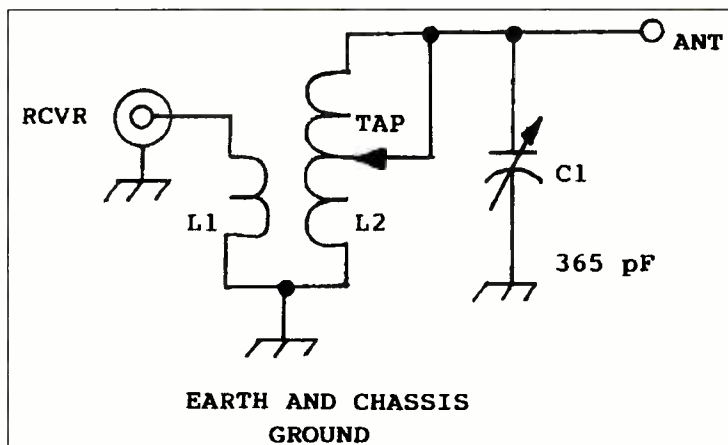 ANT
RCVR
TAP
C1
L1
L2
365 pF
EARTH AND CHASSIS
GROUND